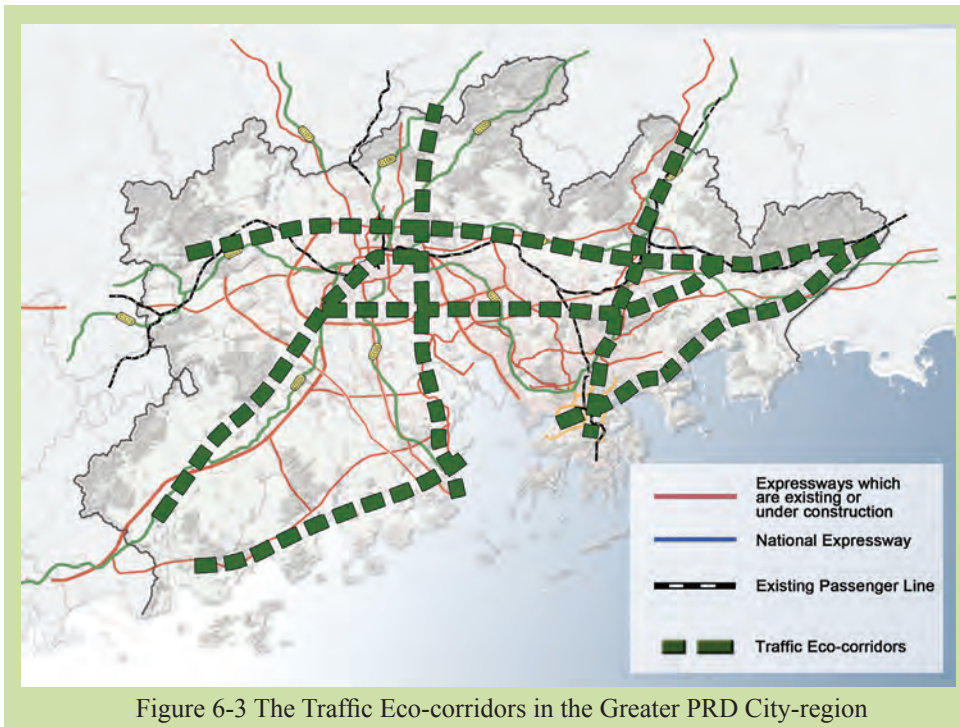 Expressways which
are existing or
under construction
National Expressway
Existing Passenger Line
Traffic Eco-corridors
Figure 6-3 The Traffic Eco-corridors in the Greater PRD City-region